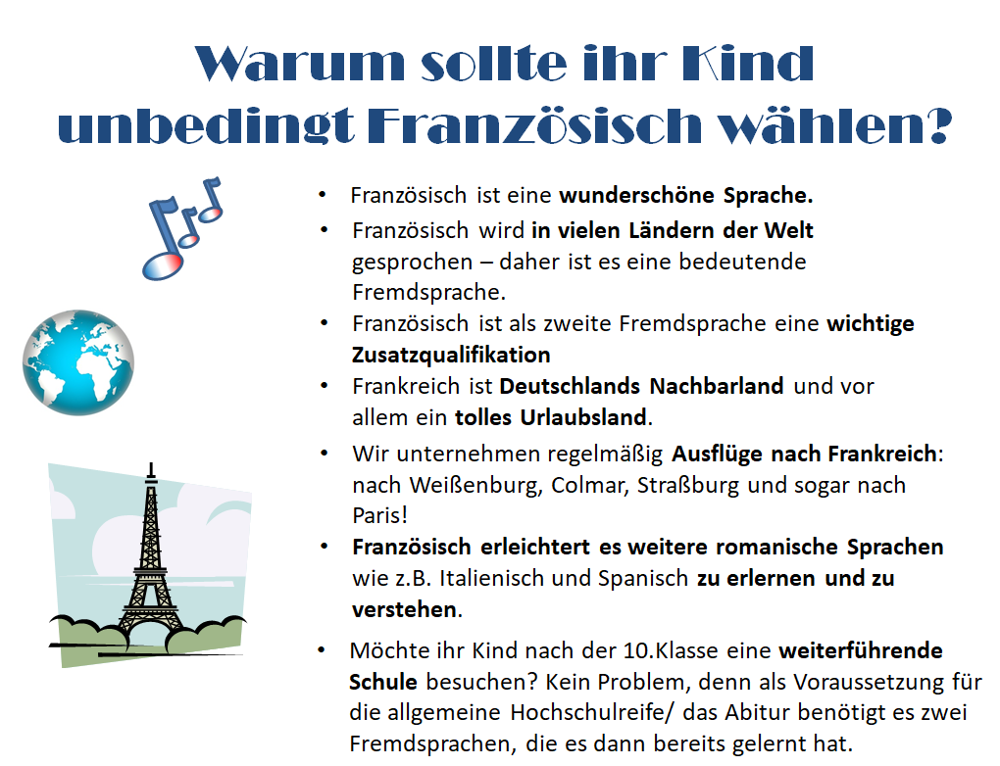 Warum sollte ihr Kind
unbedingt Französisch wählen?
• Französisch ist eine wunderschöne Sprache.
• Französisch wird in vielen Ländern der Welt
gesprochen – daher ist es eine bedeutende
Fremdsprache.
• Französisch ist als zweite Fremdsprache eine wichtige
Zusatzqualifikation
• Frankreich ist Deutschlands Nachbarland und vor
allem ein tolles Urlaubsland.
• Wir unternehmen regelmäßig Ausflüge nach Frankreich:
nach Weißenburg, Colmar, Straßburg und sogar nach
Paris!
• Französisch erleichtert es weitere romanische Sprachen
wie z.B. Italienisch und Spanisch zu erlernen und zu
verstehen.
• Möchte ihr Kind nach der 10.Klasse eine weiterführende
Schule besuchen? Kein Problem, denn als Voraussetzung für
die allgemeine Hochschulreife/ das Abitur benötigt es zwei
Fremdsprachen, die es dann bereits gelernt hat.